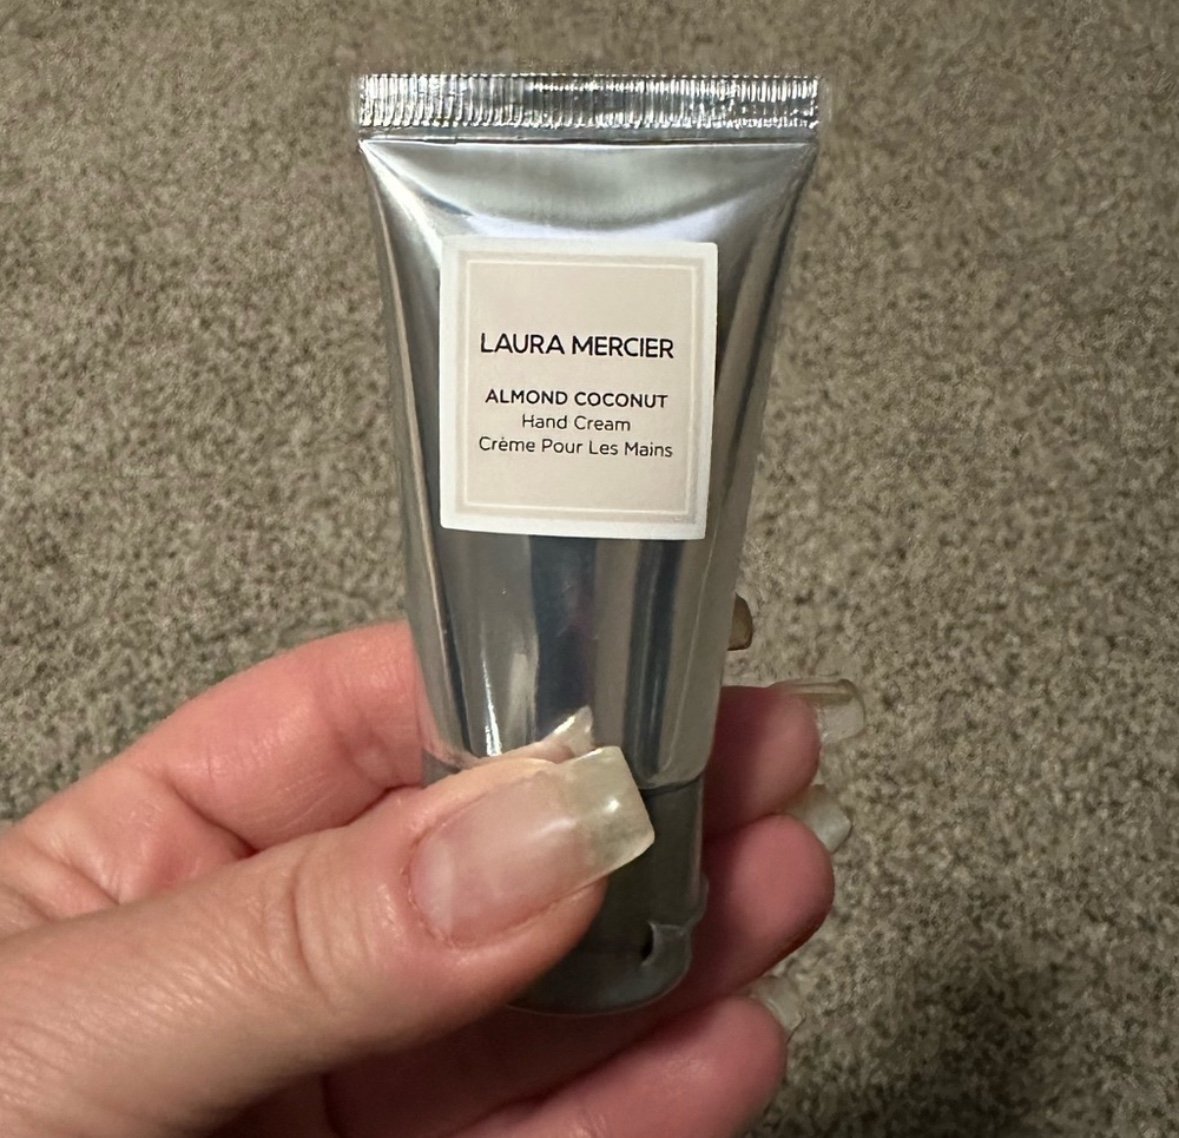 LAURA MERCIER
ALMOND COCONUT
Hand Cream
Crème Pour Les Mains